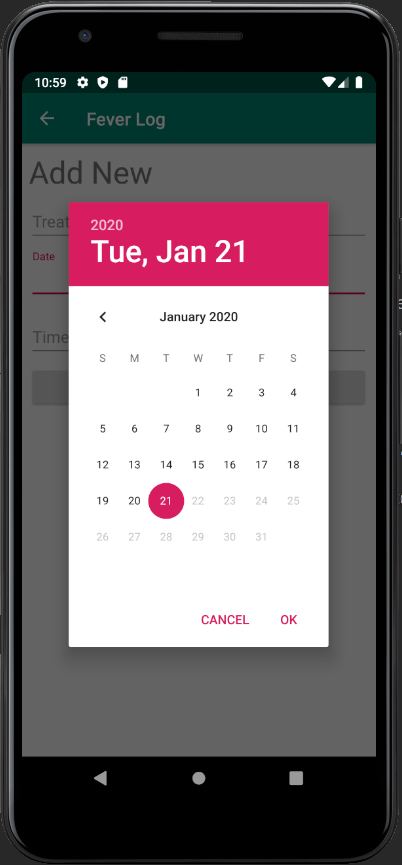 10:59
Fever Log
Add New
Treat
Date
Time
2020
Tue, Jan 21
January 2020
S M T W T F S
1 2 3 4
5 6 7 8 9 10 11
12 13 14 15 16 17 18
19 20 21 22 23 24 25
26 27 28 29 30 31
CANCEL OK